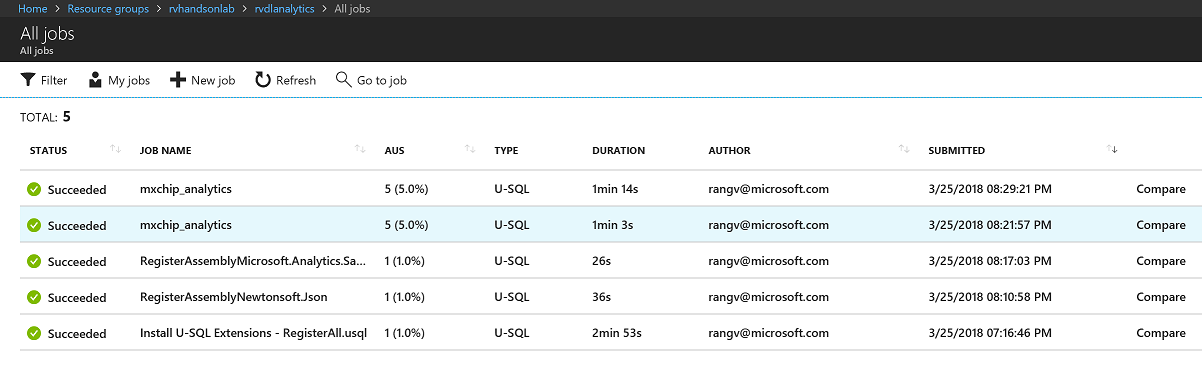 Home > Resource groups > rvhandsonlab > rvdlanalytics > All jobs
All jobs
All jobs
Filter My jobs New job Refresh Go to job
TOTAL: 5
STATUS JOB NAME AUS TYPE DURATION AUTHOR SUBMITTED
Succeeded mxchip_analytics 5 (5.0%) U-SQL 1min 14s rangv@microsoft.com 3/25/2018 08:29:21 PM Compare
Succeeded mxchip_analytics 5 (5.0%) U-SQL 1min 3s rangv@microsoft.com 3/25/2018 08:21:57 PM Compare
Succeeded RegisterAssemblyMicrosoft.Analytics.Sa... 1 (1.0%) U-SQL 26s rangv@microsoft.com 3/25/2018 08:17:03 PM Compare
Succeeded RegisterAssemblyNewtonsoft.Json 1 (1.0%) U-SQL 36s rangv@microsoft.com 3/25/2018 08:10:58 PM Compare
Succeeded Install U-SQL Extensions - RegisterAll.usql 1 (1.0%) U-SQL 2min 53s rangv@microsoft.com 3/25/2018 07:16:46 PM Compare